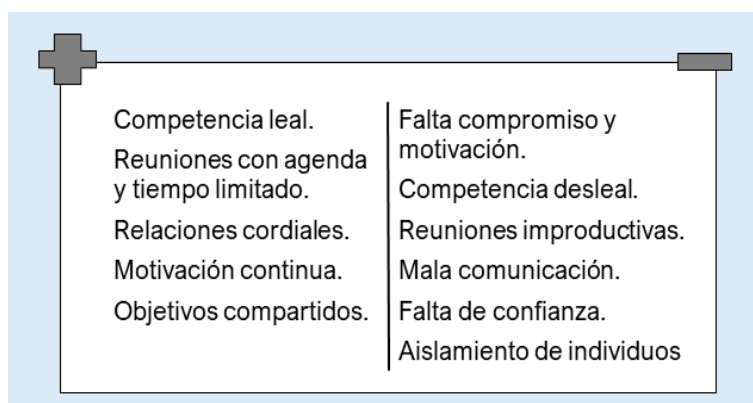 Competencia leal.
Reuniones con agenda
y tiempo limitado.
Relaciones cordiales.
Motivación continua.
Objetivos compartidos.
Falta compromiso y
motivación.
Competencia desleal.
Reuniones improductivas.
Mala comunicación.
Falta de confianza.
Aislamiento de individuos